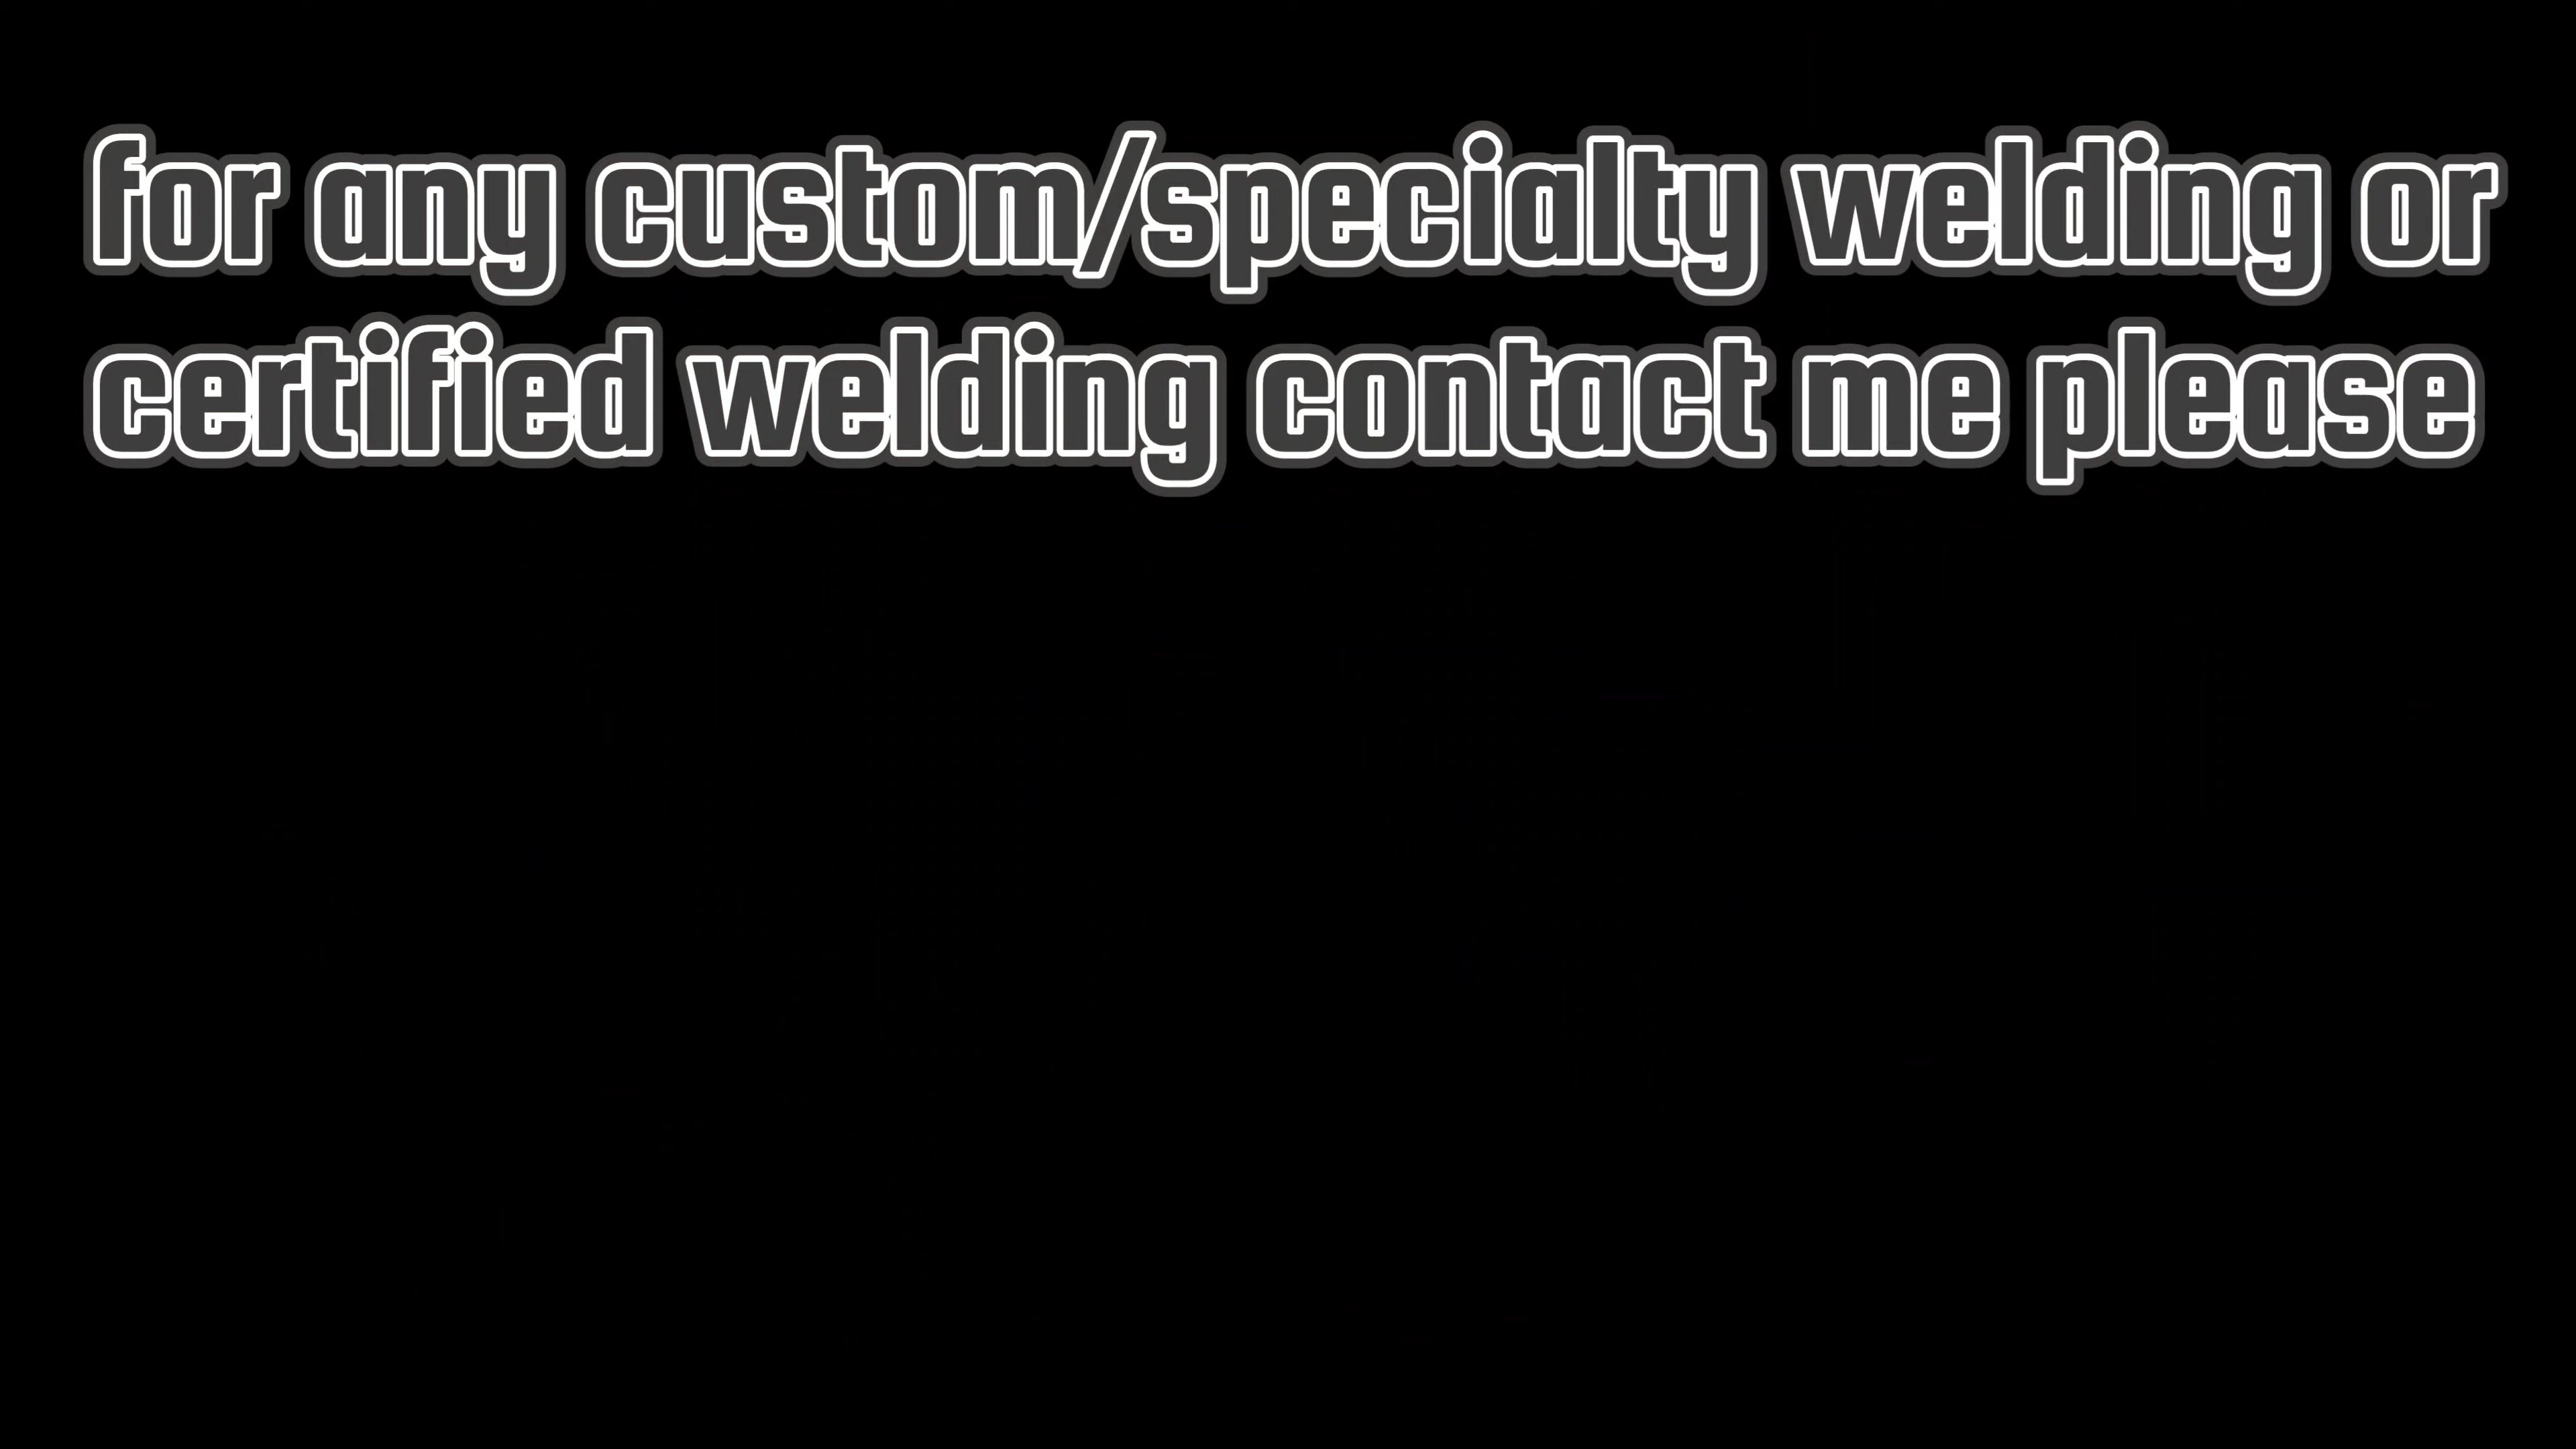 for any custom/specialty welding or
certified welding contact me please